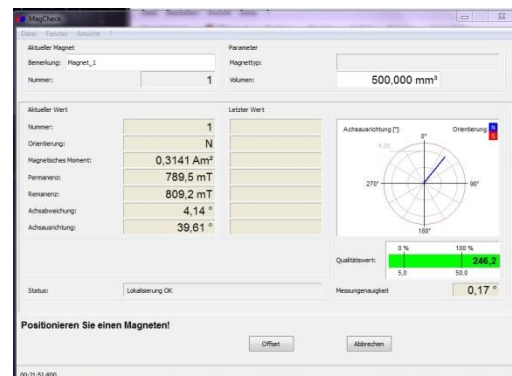 MagCheck
Datei Fenster Ansicht ?
Aktueller Magnet
Bemerkung: Magnet_1
Nummer: 1
Parameter
Magnettyp:
Volumen: 500,000 mm³
Aktueller Wert
Letzter Wert
Nummer: 1
Orientierung: N
Magnetisches Moment: 0,3141 Am²
Permanenz: 789,5 mT
Remanenz: 809,2 mT
Achsabweichung: 4,14 °
Achsausrichtung: 39,61 °
Status: Lokalisierung OK
Achsausrichtung [°]:
Orientierung:
N
S
0°
90°
180°
270°
0 % 100 %
Qualitätswert: 246,2
5,0 50,0
Messungenauigkeit 0,17 °
Positionieren Sie einen Magneten!
Offset
Abbrechen